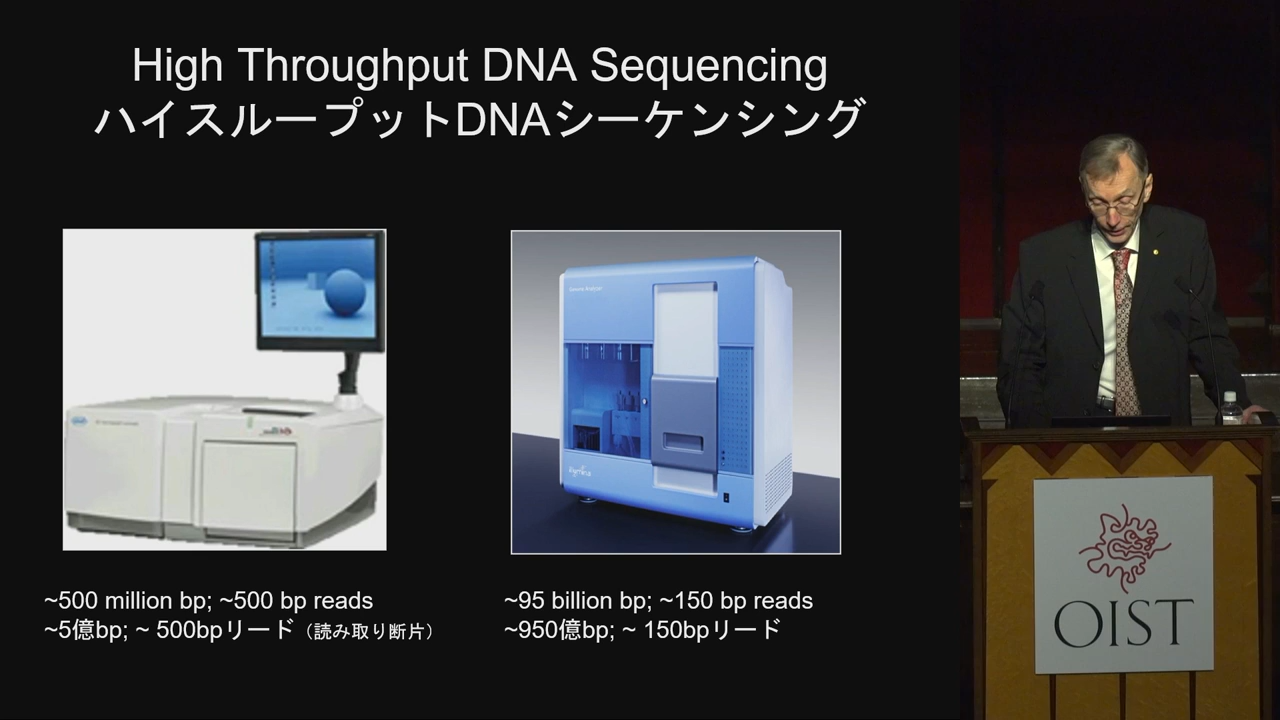 High Throughput DNA Sequencing
ハイスループットDNAシーケンシング
~500 million bp; ~500 bp reads
~5億bp; ~ 500bpリード（読み取り断片）
~95 billion bp; ~150 bp reads
~950億bp; ~ 150bpリード
OIST